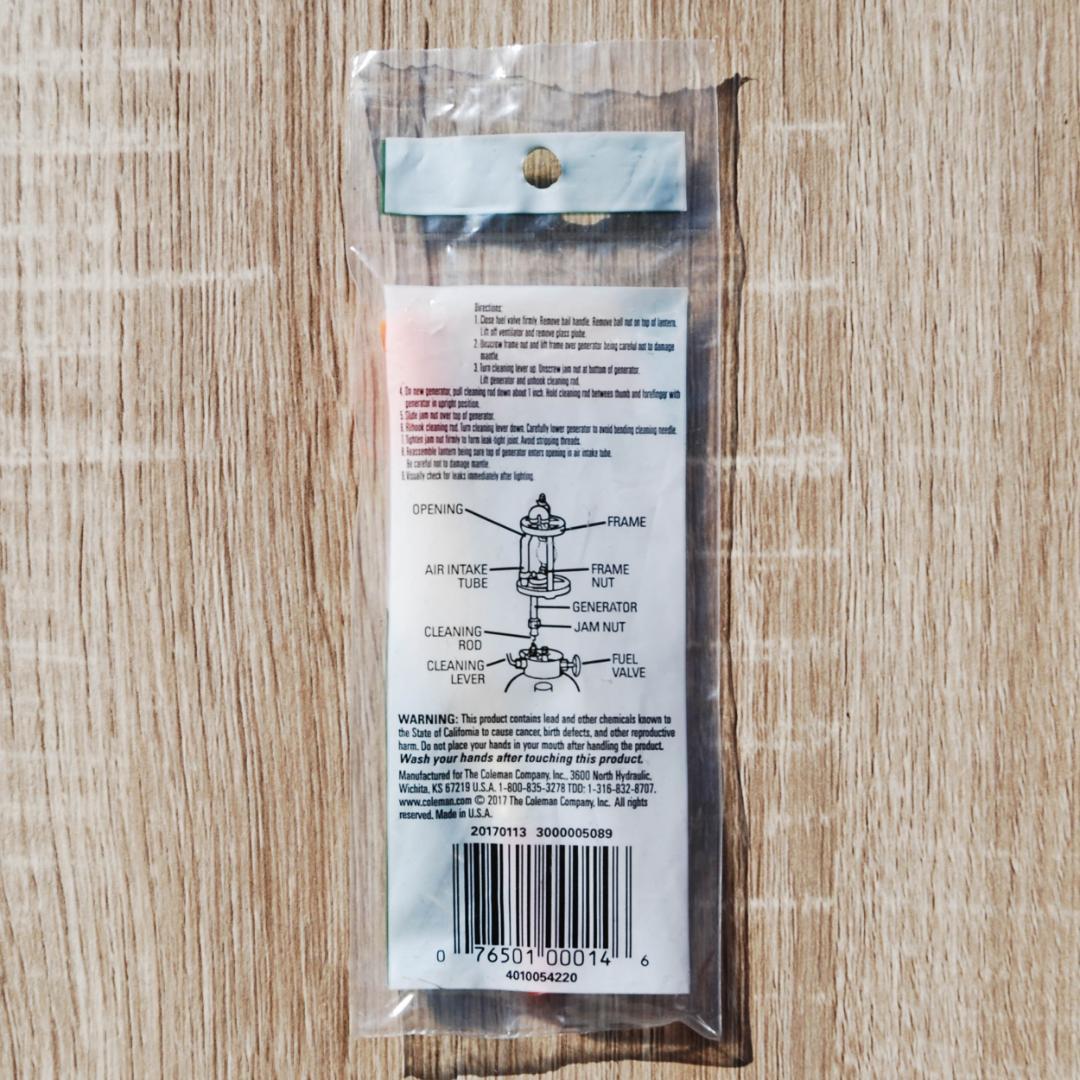 Directions:
1. Close fuel valve firmly. Remove bail handle. Remove ball nut on top of lantern.
Lift off ventilator and remove glass globe.
2. Unscrew frame nut and lift frame over generator being careful not to damage
mantle.
3. Turn cleaning lever up. Unscrew jam nut at bottom of generator.
Lift generator and unhook cleaning rod.
4. On new generator, pull cleaning rod down about 1 inch. Hold cleaning rod between thumb and forefinger with
generator in upright position.
5. Slide jam nut over top of generator.
6. Rehook cleaning rod. Turn cleaning lever down. Carefully lower generator to avoid bending cleaning needle.
7. Tighten jam nut firmly to form leak-tight joint. Avoid stripping threads.
8. Reassemble lantern being sure top of generator enters opening in air intake tube.
Be careful not to damage mantle.
9. Visually check for leaks immediately after lighting.
OPENING
FRAME
AIR INTAKE
TUBE
FRAME
NUT
GENERATOR
JAM NUT
CLEANING
ROD
CLEANING
LEVER
FUEL
VALVE
WARNING: This product contains lead and other chemicals known to
the State of California to cause cancer, birth defects, and other reproductive
harm. Do not place your hands in your mouth after handling the product.
Wash your hands after touching this product.
Manufactured for The Coleman Company, Inc., 3600 North Hydraulic,
Wichita, KS 67219 U.S.A. 1-800-835-3278 TDD: 1-316-832-8707.
www.coleman.com © 2017 The Coleman Company, Inc. All rights
reserved. Made in U.S.A.
20170113 3000005089
0 76501 00014 6
4010054220